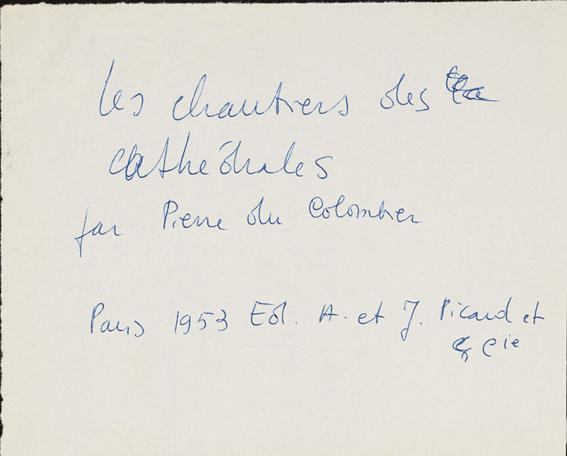 Les chantiers des
cathédrales
par Pierre du Colombier
Paris 1953 Ed. A. et J. Picard et
Cie